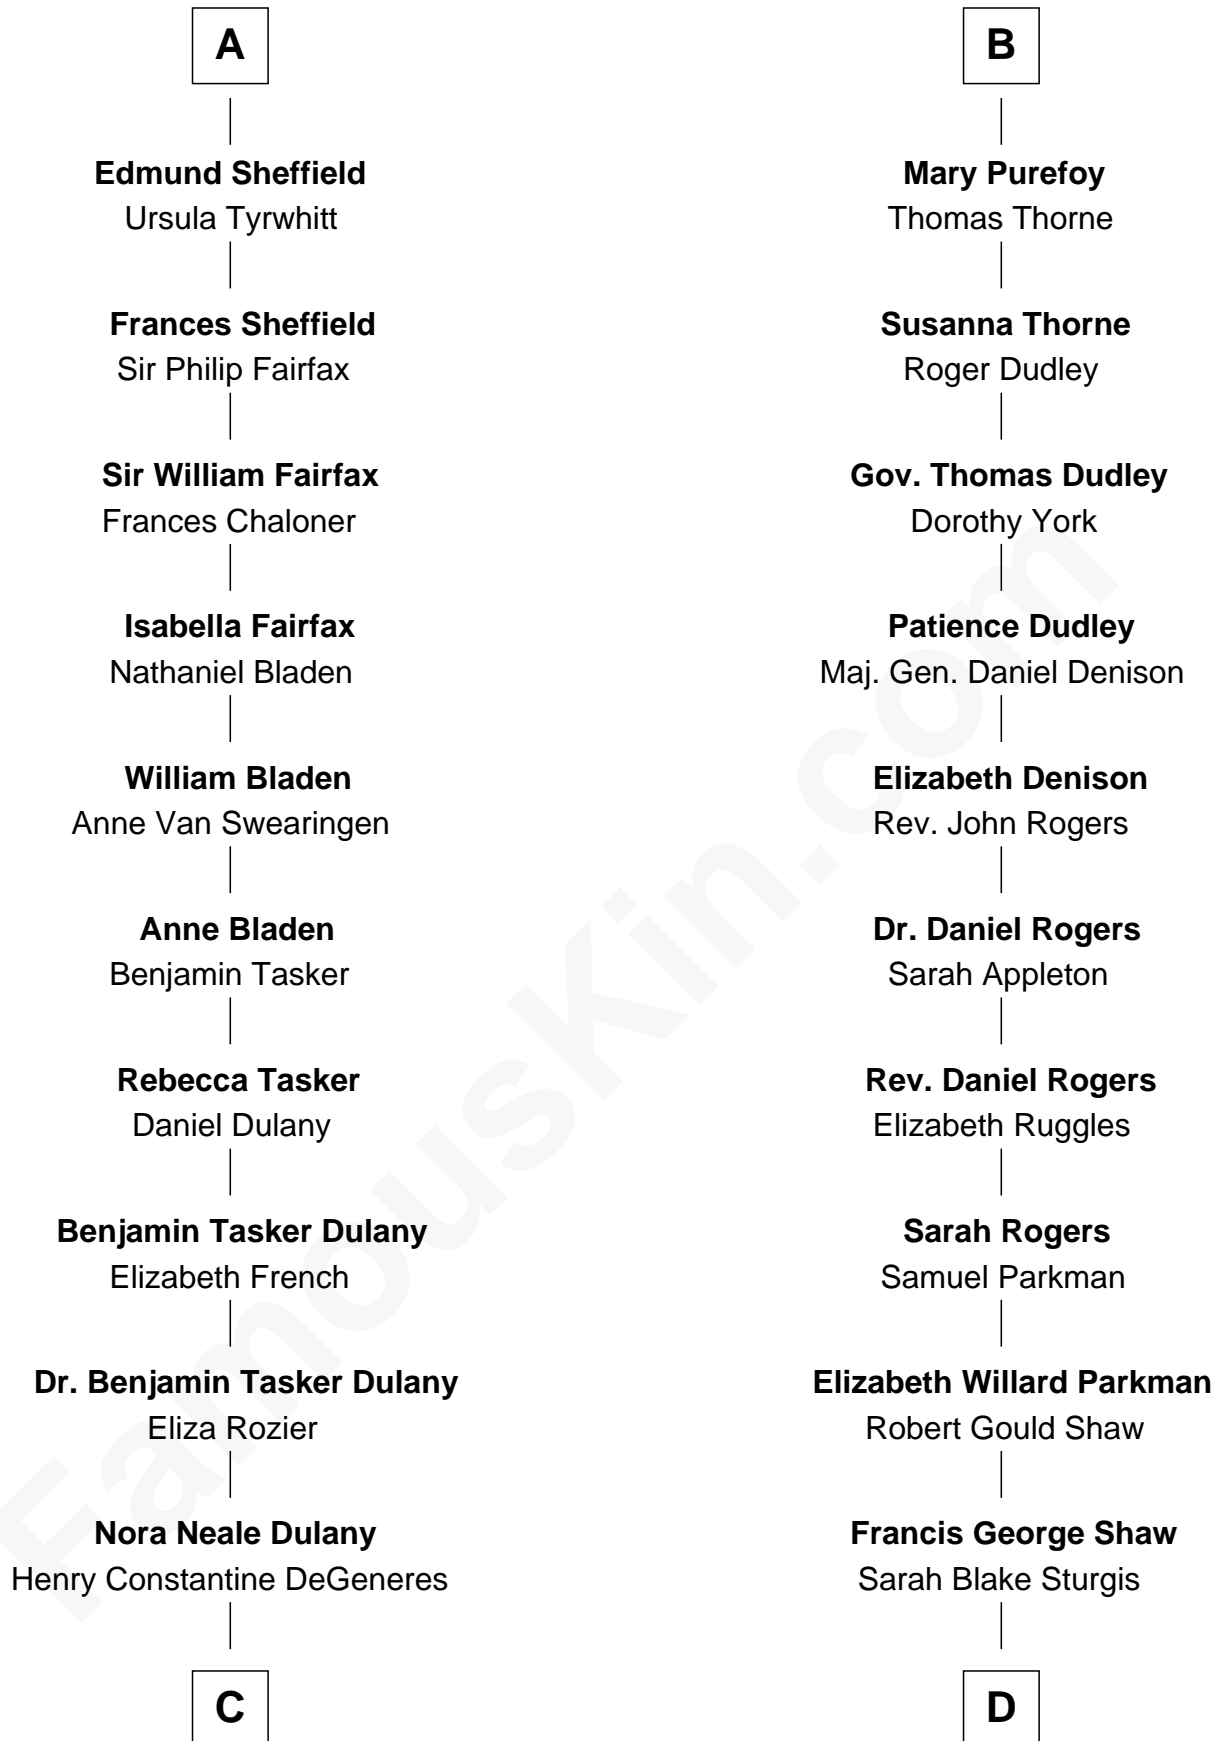 A
Edmund Sheffield
Ursula Tyrwhitt
Frances Sheffield
Sir Philip Fairfax
Sir William Fairfax
Frances Chaloner
Isabella Fairfax
Nathaniel Bladen
William Bladen
Anne Van Swearingen
Anne Bladen
Benjamin Tasker
Rebecca Tasker
Daniel Dulany
Benjamin Tasker Dulany
Elizabeth French
Dr. Benjamin Tasker Dulany
Eliza Rozier
Nora Neale Dulany
Henry Constantine DeGeneres
C
B
Mary Purefoy
Thomas Thorne
Susanna Thorne
Roger Dudley
Gov. Thomas Dudley
Dorothy York
Patience Dudley
Maj. Gen. Daniel Denison
Elizabeth Denison
Rev. John Rogers
Dr. Daniel Rogers
Sarah Appleton
Rev. Daniel Rogers
Elizabeth Ruggles
Sarah Rogers
Samuel Parkman
Elizabeth Willard Parkman
Robert Gould Shaw
Francis George Shaw
Sarah Blake Sturgis
D
FamousKin.com